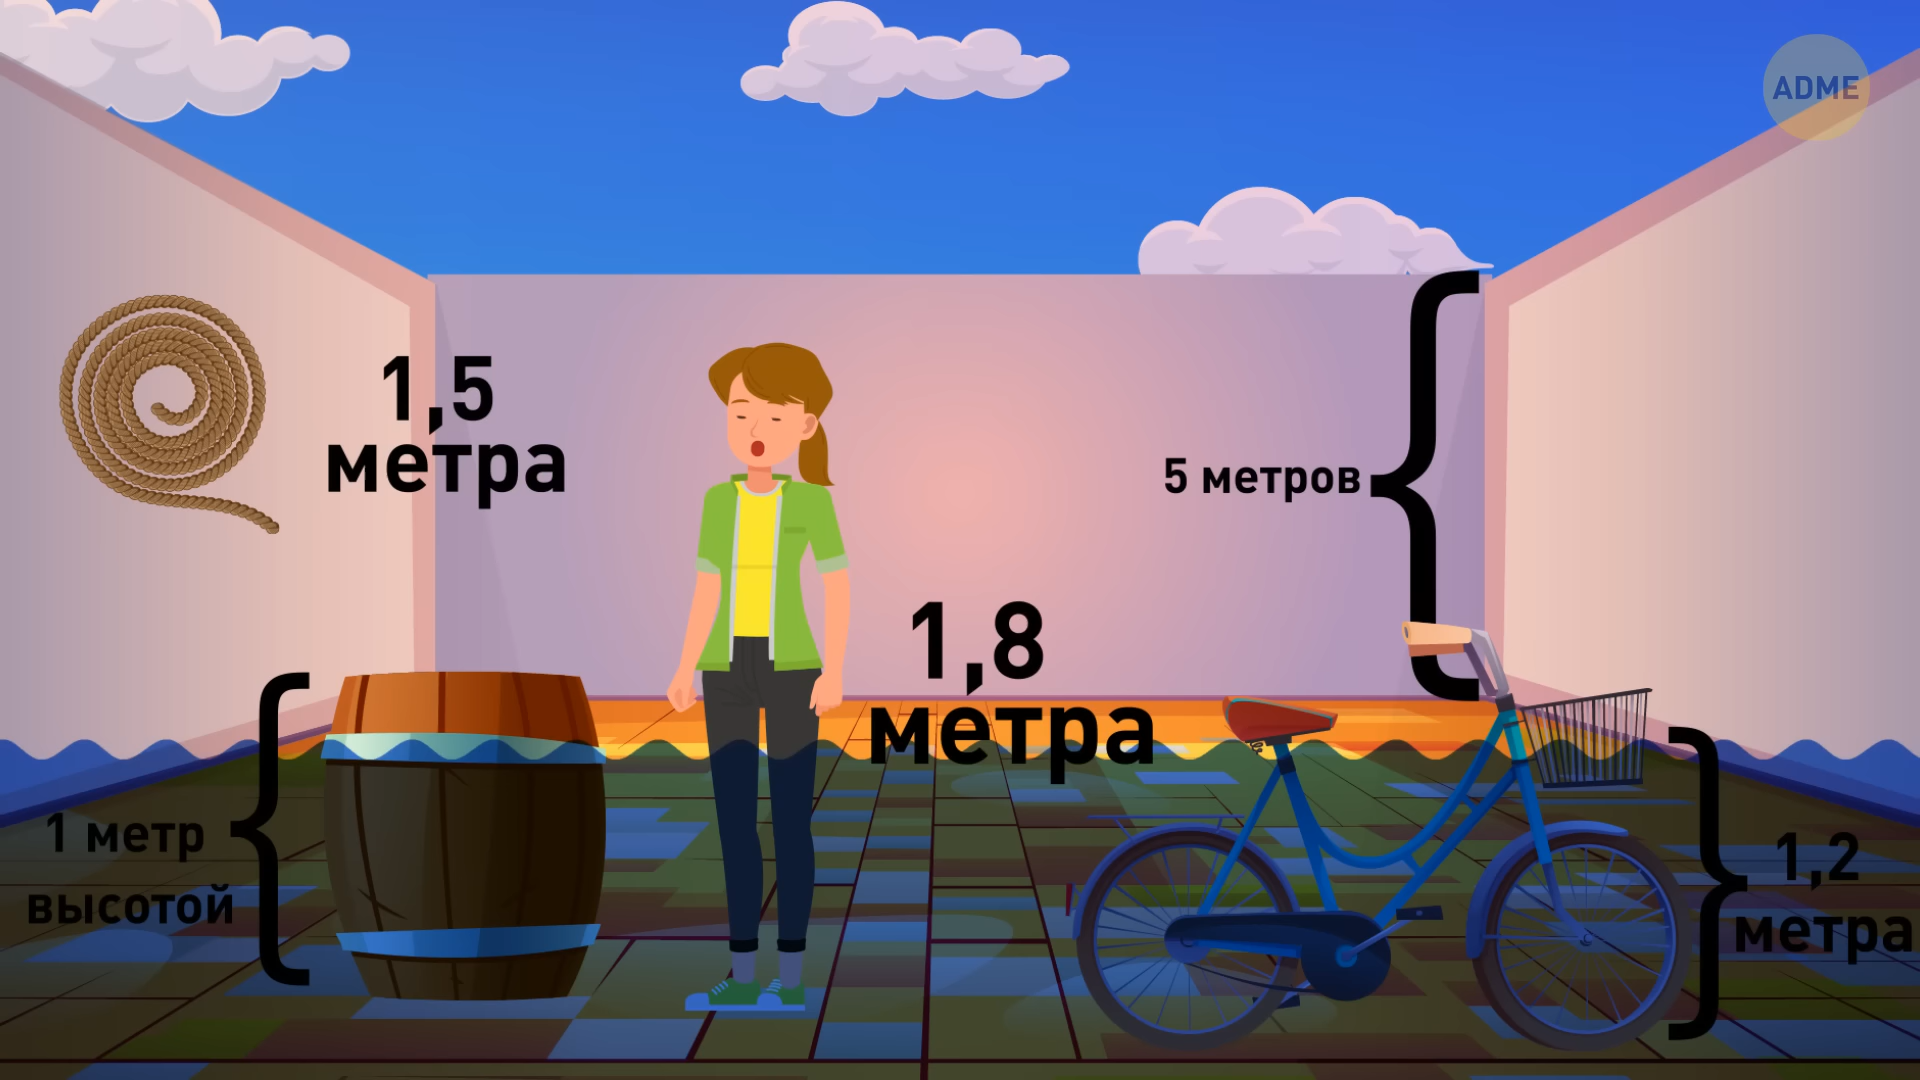 ADME
1,5
метра
5 метров
1,8
метра
1 метр
высотой
1,2
метра